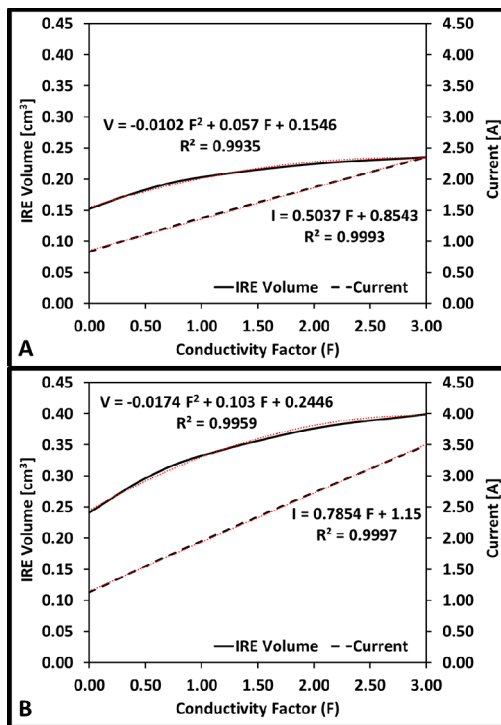 0.45 4.50
0.40 4.00
0.35 3.50
0.30 3.00
0.25 2.50
0.20 2.00
0.15 1.50
0.10 1.00
0.05 0.50
0.00 0.00
IRE Volume [cm³]
Current [A]
V = -0.0102 F² + 0.057 F + 0.1546
R² = 0.9935
I = 0.5037 F + 0.8543
R² = 0.9993
IRE Volume Current
0.00 0.50 1.00 1.50 2.00 2.50 3.00
Conductivity Factor (F)
A
0.45 4.50
0.40 4.00
0.35 3.50
0.30 3.00
0.25 2.50
0.20 2.00
0.15 1.50
0.10 1.00
0.05 0.50
0.00 0.00
IRE Volume [cm³]
Current [A]
V = -0.0174 F² + 0.103 F + 0.2446
R² = 0.9959
I = 0.7854 F + 1.15
R² = 0.9997
IRE Volume Current
0.00 0.50 1.00 1.50 2.00 2.50 3.00
Conductivity Factor (F)
B